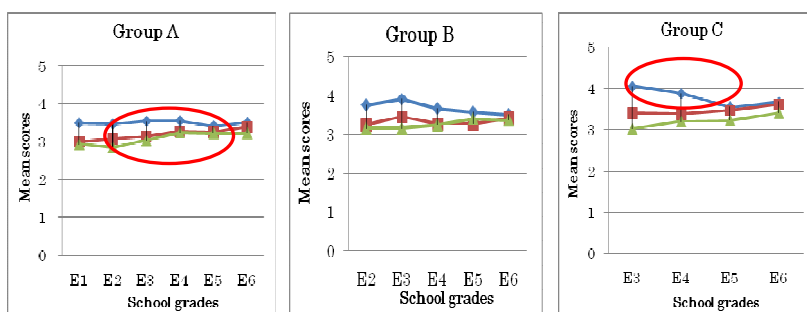 Group A
5
4
3
2
1
0
Mean scores
E1 E2 E3 E4 E5 E6
School grades
Group B
5
4
3
2
1
0
Mean scores
E2 E3 E4 E5 E6
School grades
Group C
5
4
3
2
1
0
Mean scores
E3 E4 E5 E6
School grades